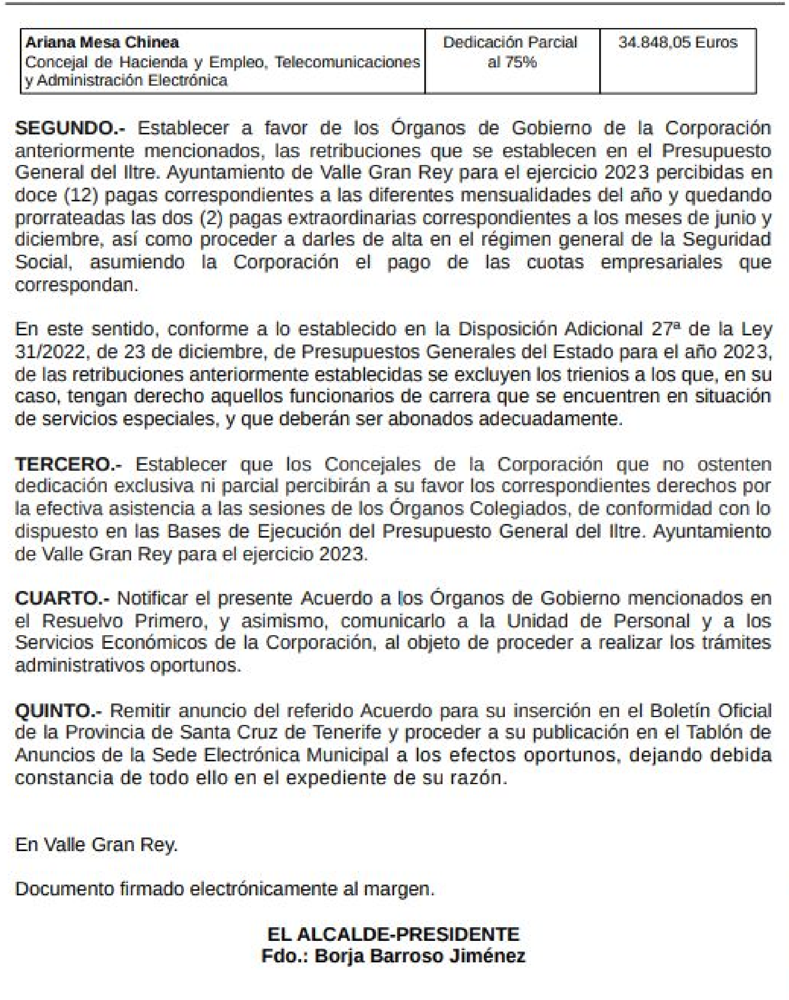 Ariana Mesa Chinea
Concejal de Hacienda y Empleo, Telecomunicaciones
y Administración Electrónica
Dedicación Parcial
al 75%
34.848,05 Euros
SEGUNDO.- Establecer a favor de los Órganos de Gobierno de la Corporación
anteriormente mencionados, las retribuciones que se establecen en el Presupuesto
General del Iltre. Ayuntamiento de Valle Gran Rey para el ejercicio 2023 percibidas en
doce (12) pagas correspondientes a las diferentes mensualidades del año y quedando
prorrateadas las dos (2) pagas extraordinarias correspondientes a los meses de junio y
diciembre, así como proceder a darles de alta en el régimen general de la Seguridad
Social, asumiendo la Corporación el pago de las cuotas empresariales que
correspondan.
En este sentido, conforme a lo establecido en la Disposición Adicional 27ª de la Ley
31/2022, de 23 de diciembre, de Presupuestos Generales del Estado para el año 2023,
de las retribuciones anteriormente establecidas se excluyen los trienios a los que, en su
caso, tengan derecho aquellos funcionarios de carrera que se encuentren en situación
de servicios especiales, y que deberán ser abonados adecuadamente.
TERCERO.- Establecer que los Concejales de la Corporación que no ostenten
dedicación exclusiva ni parcial percibirán a su favor los correspondientes derechos por
la efectiva asistencia a las sesiones de los Órganos Colegiados, de conformidad con lo
dispuesto en las Bases de Ejecución del Presupuesto General del Iltre. Ayuntamiento
de Valle Gran Rey para el ejercicio 2023.
CUARTO.- Notificar el presente Acuerdo a los Órganos de Gobierno mencionados en
el Resuelvo Primero, y asimismo, comunicarlo a la Unidad de Personal y a los
Servicios Económicos de la Corporación, al objeto de proceder a realizar los trámites
administrativos oportunos.
QUINTO.- Remitir anuncio del referido Acuerdo para su inserción en el Boletín Oficial
de la Provincia de Santa Cruz de Tenerife y proceder a su publicación en el Tablón de
Anuncios de la Sede Electrónica Municipal a los efectos oportunos, dejando debida
constancia de todo ello en el expediente de su razón.
En Valle Gran Rey.
Documento firmado electrónicamente al margen.
EL ALCALDE-PRESIDENTE
Fdo.: Borja Barroso Jiménez